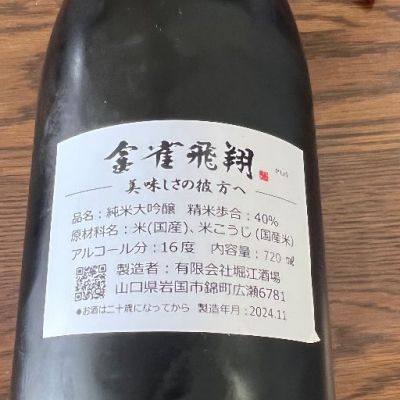 金雀飛翔
美味しさの彼方へ
品名：純米大吟醸 精米歩合：40%
原材料名：米(国産)、米こうじ(国産米)
アルコール分：16度 内容量：720 ㎖
製造者：有限会社堀江酒場
山口県岩国市錦町広瀬6781
●お酒は二十歳になってから 製造年月：2024.11